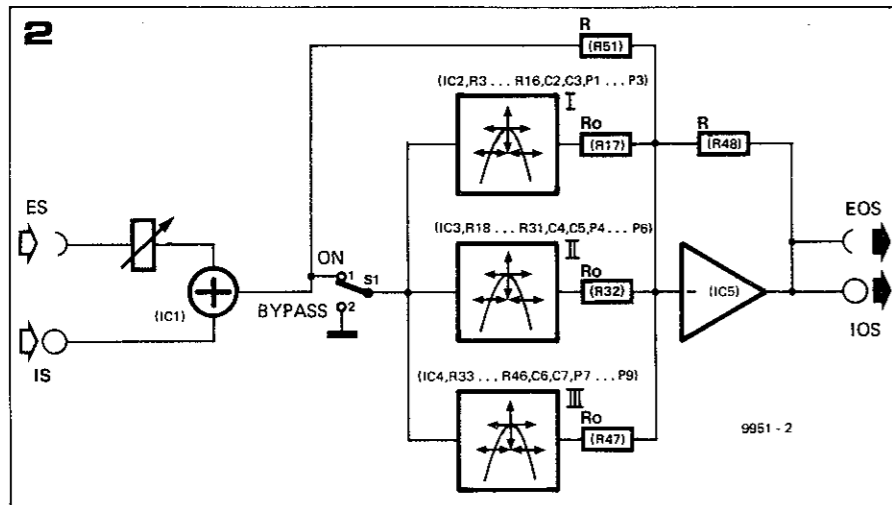 2
R
(R51)
(IC2,R3 ... R16,C2,C3,P1 ... P3)
I
Ro
(R17)
R
(R48)
ES
(IC3,R18 ... R31,C4,C5,P4 ... P6)
II
EOS
ON
1
S1
Ro
(R32)
- (IC5)
(IC1)
BYPASS
2
IOS
IS
(IC4,R33 ... R46,C6,C7,P7 ... P9)
III
Ro
(R47)
9951 - 2